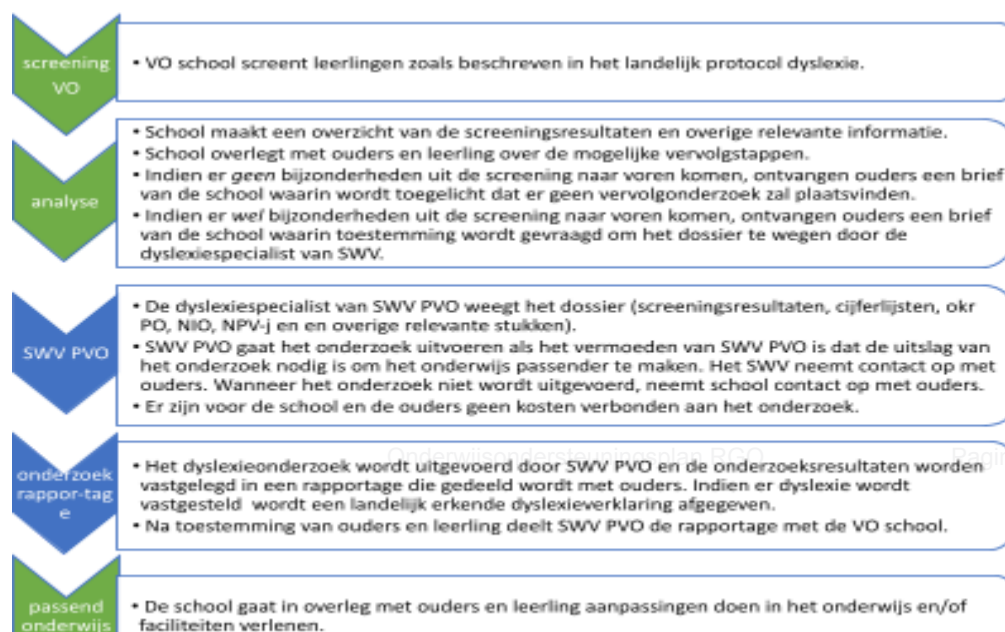 screening
VO
• VO school screent leerlingen zoals beschreven in het landelijk protocol dyslexie.
analyse
• School maakt een overzicht van de screeningsresultaten en overige relevante informatie.
• School overlegt met ouders en leerling over de mogelijke vervolgstappen.
• Indien er geen bijzonderheden uit de screening naar voren komen, ontvangen ouders een brief
van de school waarin wordt toegelicht dat er geen vervolgonderzoek zal plaatsvinden.
• Indien er wel bijzonderheden uit de screening naar voren komen, ontvangen ouders een brief
van de school waarin toestemming wordt gevraagd om het dossier te wegen door de
dyslexiespecialist van SWV.
SWV PVO
• De dyslexiespecialist van SWV PVO weegt het dossier (screeningsresultaten, cijferlijsten, okr
PO, NIO, NPV-j en en overige relevante stukken).
• SWV PVO gaat het onderzoek uitvoeren als het vermoeden van SWV PVO is dat de uitslag van
het onderzoek nodig is om het onderwijs passender te maken. Het SWV neemt contact op met
ouders. Wanneer het onderzoek niet wordt uitgevoerd, neemt school contact op met ouders.
• Er zijn voor de school en de ouders geen kosten verbonden aan het onderzoek.
Onderwijsondersteuningsplan RGO Pagin
onderzoek
rappor-tag
e
• Het dyslexieonderzoek wordt uitgevoerd door SWV PVO en de onderzoeksresultaten worden
vastgelegd in een rapportage die gedeeld wordt met ouders. Indien er dyslexie wordt
vastgesteld wordt een landelijk erkende dyslexieverklaring afgegeven.
• Na toestemming van ouders en leerling deelt SWV PVO de rapportage met de VO school.
passend
onderwijs
• De school gaat in overleg met ouders en leerling aanpassingen doen in het onderwijs en/of
faciliteiten verlenen.